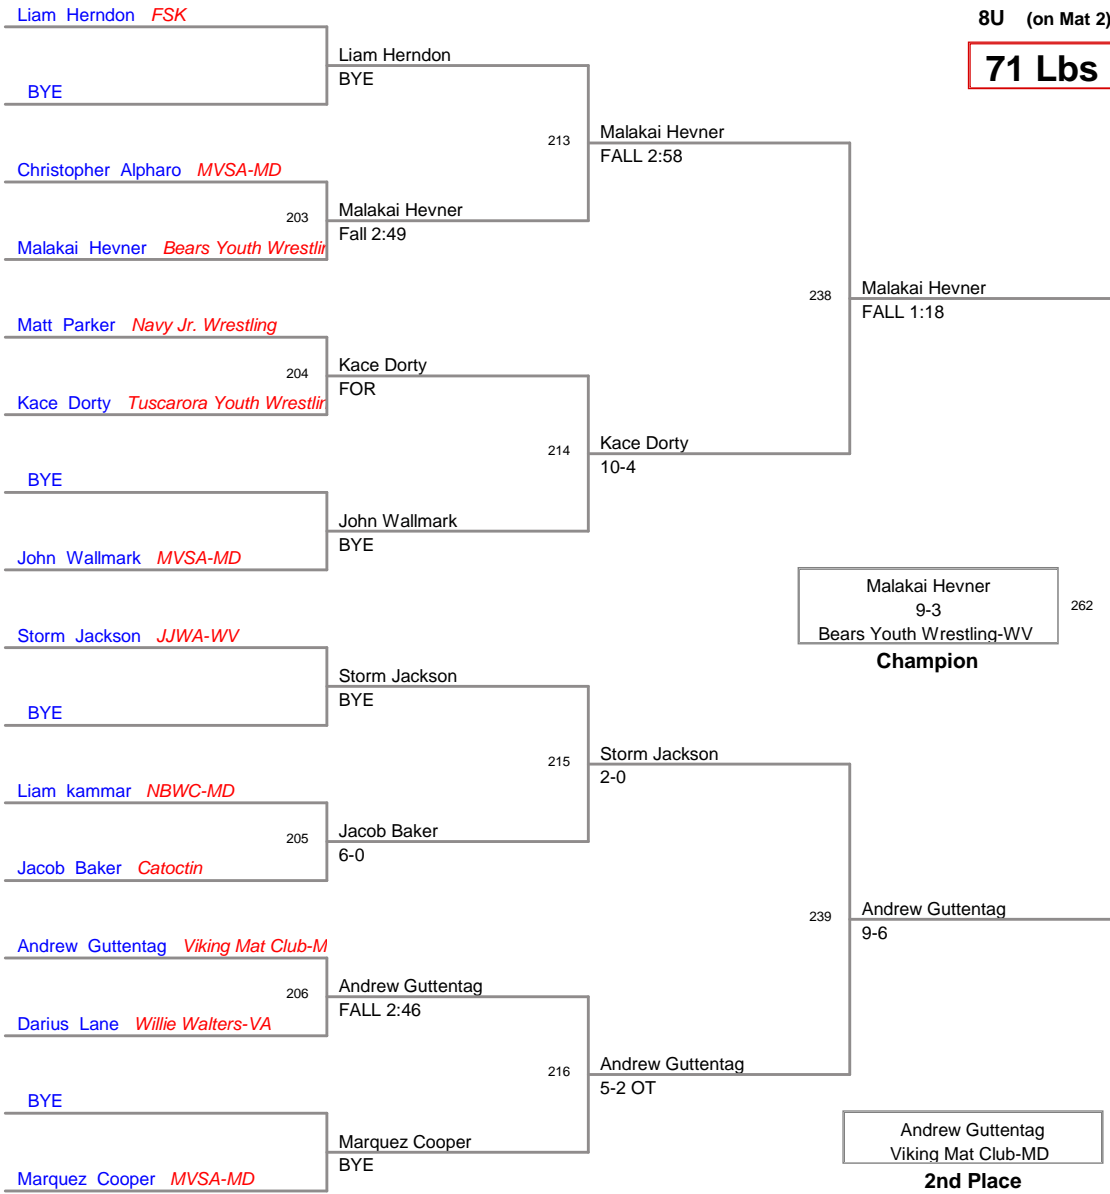 Liam Herndon FSK
8U (on Mat 2)
Liam Herndon
71 Lbs
BYE
BYE
213
Malakai Hevner
FALL 2:58
Christopher Alpharo MVSA-MD
203
Malakai Hevner
Fall 2:49
Malakai Hevner Bears Youth Wrestlin
238
Malakai Hevner
FALL 1:18
Matt Parker Navy Jr. Wrestling
204
Kace Dorty
FOR
Kace Dorty Tuscarora Youth Wrestlin
214
Kace Dorty
10-4
BYE
John Wallmark
BYE
John Wallmark MVSA-MD
Malakai Hevner
9-3
262
Bears Youth Wrestling-WV
Champion
Storm Jackson JJWA-WV
Storm Jackson
BYE
BYE
215
Storm Jackson
2-0
Liam kammar NBWC-MD
205
Jacob Baker
6-0
Jacob Baker Catoctin
239
Andrew Guttentag
9-6
Andrew Guttentag Viking Mat Club-M
206
Andrew Guttentag
FALL 2:46
Darius Lane Willie Walters-VA
216
Andrew Guttentag
5-2 OT
BYE
Marquez Cooper
BYE
Marquez Cooper MVSA-MD
Andrew Guttentag
Viking Mat Club-MD
2nd Place